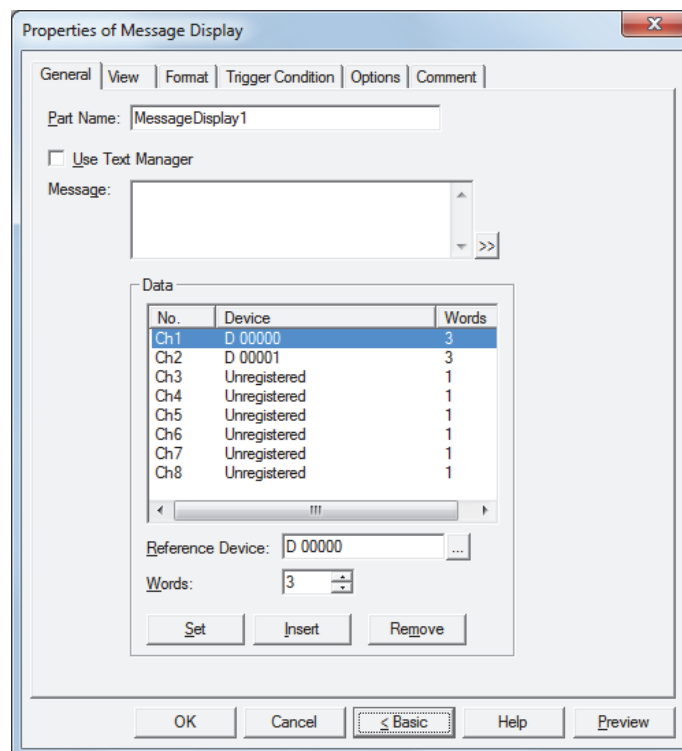 Properties of Message Display
General View Format Trigger Condition Options Comment
Part Name: MessageDisplay1
Use Text Manager
Message:
>>
Data
No. Device Words
Ch1 D 00000 3
Ch2 D 00001 3
Ch3 Unregistered 1
Ch4 Unregistered 1
Ch5 Unregistered 1
Ch6 Unregistered 1
Ch7 Unregistered 1
Ch8 Unregistered 1
Reference Device: D 00000 ...
Words: 3
Set Insert Remove
OK Cancel < Basic Help Preview